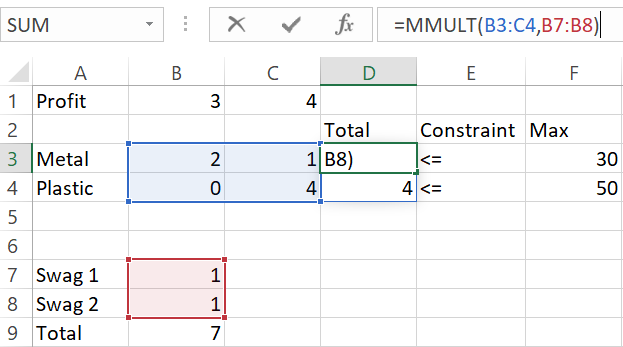 SUM fx =MMULT(B3:C4,B7:B8)
A B C D E F
1 Profit 3 4
2 Total Constraint Max
3 Metal 2 1 B8) <= 30
4 Plastic 0 4 4 <= 50
5
6
7 Swag 1 1
8 Swag 2 1
9 Total 7